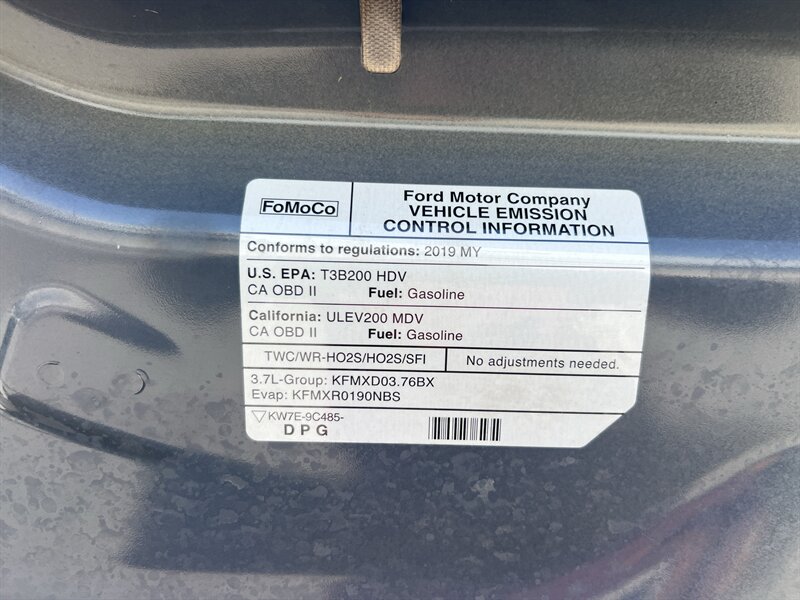 FoMoCo
Ford Motor Company
VEHICLE EMISSION
CONTROL INFORMATION
Conforms to regulations: 2019 MY
U.S. EPA: T3B200 HDV
CA OBD II Fuel: Gasoline
California: ULEV200 MDV
CA OBD II Fuel: Gasoline
TWC/WR-HO2S/HO2S/SFI No adjustments needed.
3.7L-Group: KFMXD03.76BX
Evap: KFMXR0190NBS
KW7E-9C485-
DPG